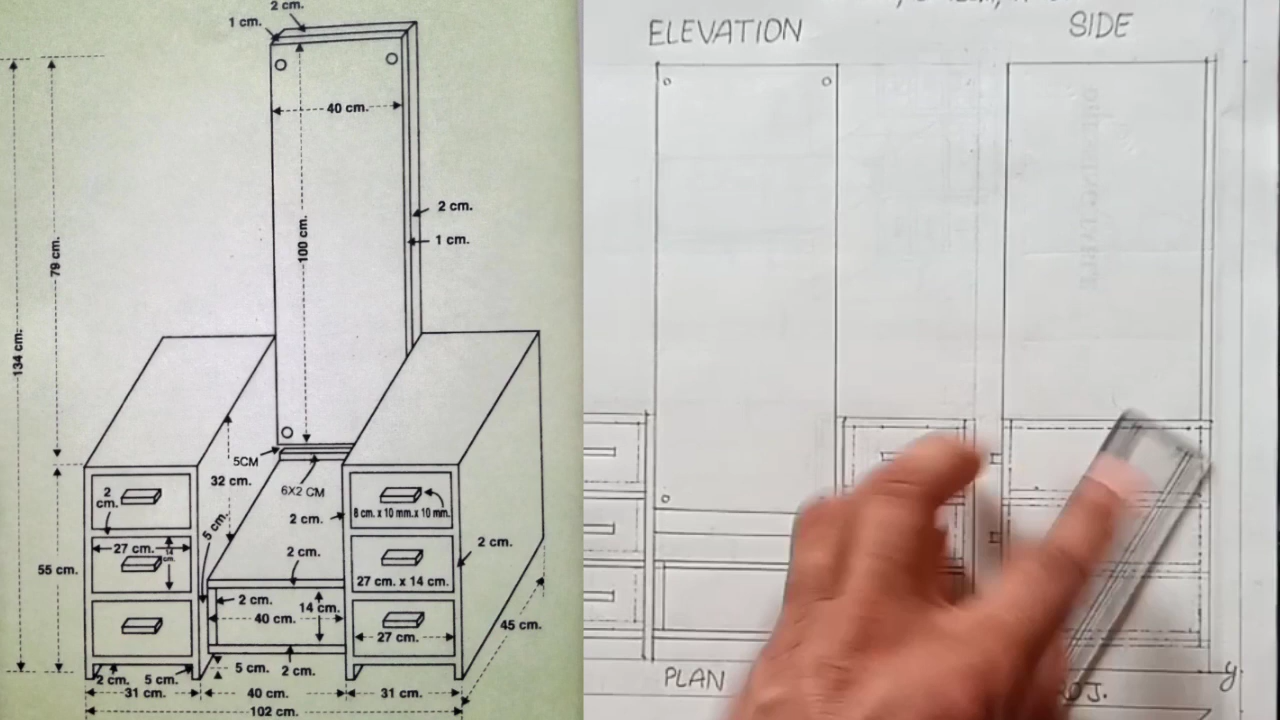 2 cm.
1 cm.
40 cm.
100 cm.
2 cm.
1 cm.
79 cm.
134 cm.
5CM
32 cm.
6X2 CM
2 cm.
8 cm. x 10 mm.x 10 mm.
2 cm.
5 cm.
27 cm.
14 cm.
2 cm.
2 cm.
55 cm.
27 cm. x 14 cm.
2 cm.
14 cm.
40 cm.
27 cm.
45 cm.
2 cm.
5 cm.
5 cm.
2 cm.
31 cm.
40 cm.
31 cm.
102 cm.
ELEVATION
SIDE
PLAN
y